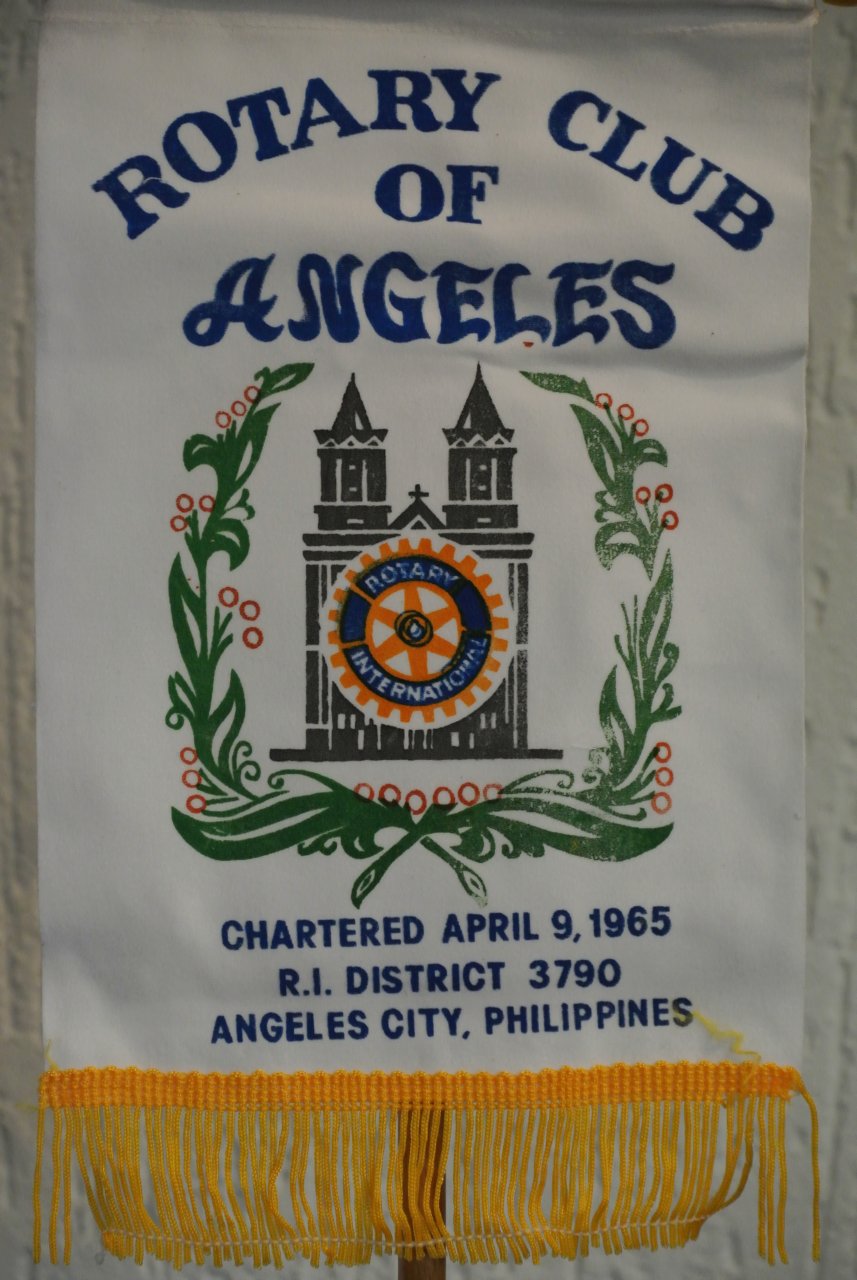 ROTARY CLUB
OF
ANGELES
ROTARY
INTERNATIONAL
CHARTERED APRIL 9, 1965
R.I. DISTRICT 3790
ANGELES CITY, PHILIPPINES